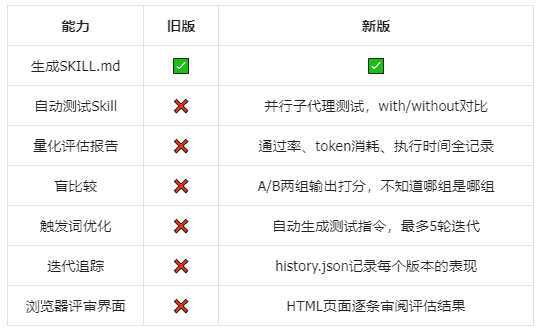 能力 旧版 新版
生成SKILL.md ✅ ✅
自动测试Skill ❌ 并行子代理测试，with/without对比
量化评估报告 ❌ 通过率、token消耗、执行时间全记录
盲比较 ❌ A/B两组输出打分，不知道哪组是哪组
触发词优化 ❌ 自动生成测试指令，最多5轮迭代
迭代追踪 ❌ history.json记录每个版本的表现
浏览器评审界面 ❌ HTML页面逐条审阅评估结果